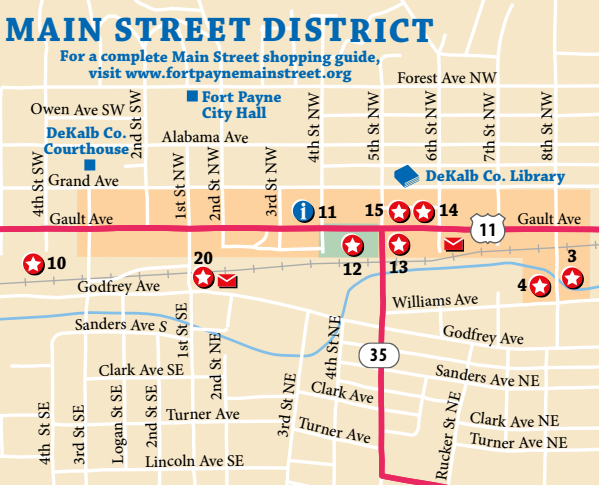 MAIN STREET DISTRICT
For a complete Main Street shopping guide,
visit www.fortpaynemainstreet.org
Forest Ave NW
Fort Payne
City Hall
Owen Ave SW
2nd St SW
4th St NW
5th St NW
6th St NW
7th St NW
8th St NW
DeKalb Co.
Courthouse
Alabama Ave
4th St SW
Grand Ave
1st St NW
2nd St NW
3rd St NW
DeKalb Co. Library
Gault Ave
i 11
15
14
11
Gault Ave
10
20
12
13
3
4
Godfrey Ave
Williams Ave
Sanders Ave S
1st St SE
4th St NE
Godfrey Ave
2nd St NE
35
Clark Ave SE
Sanders Ave NE
3rd St NE
Clark Ave
4th St SE
3rd St SE
Logan St SE
2nd St SE
Turner Ave
Turner Ave
Rucker St NE
Clark Ave NE
Turner Ave NE
Lincoln Ave SE